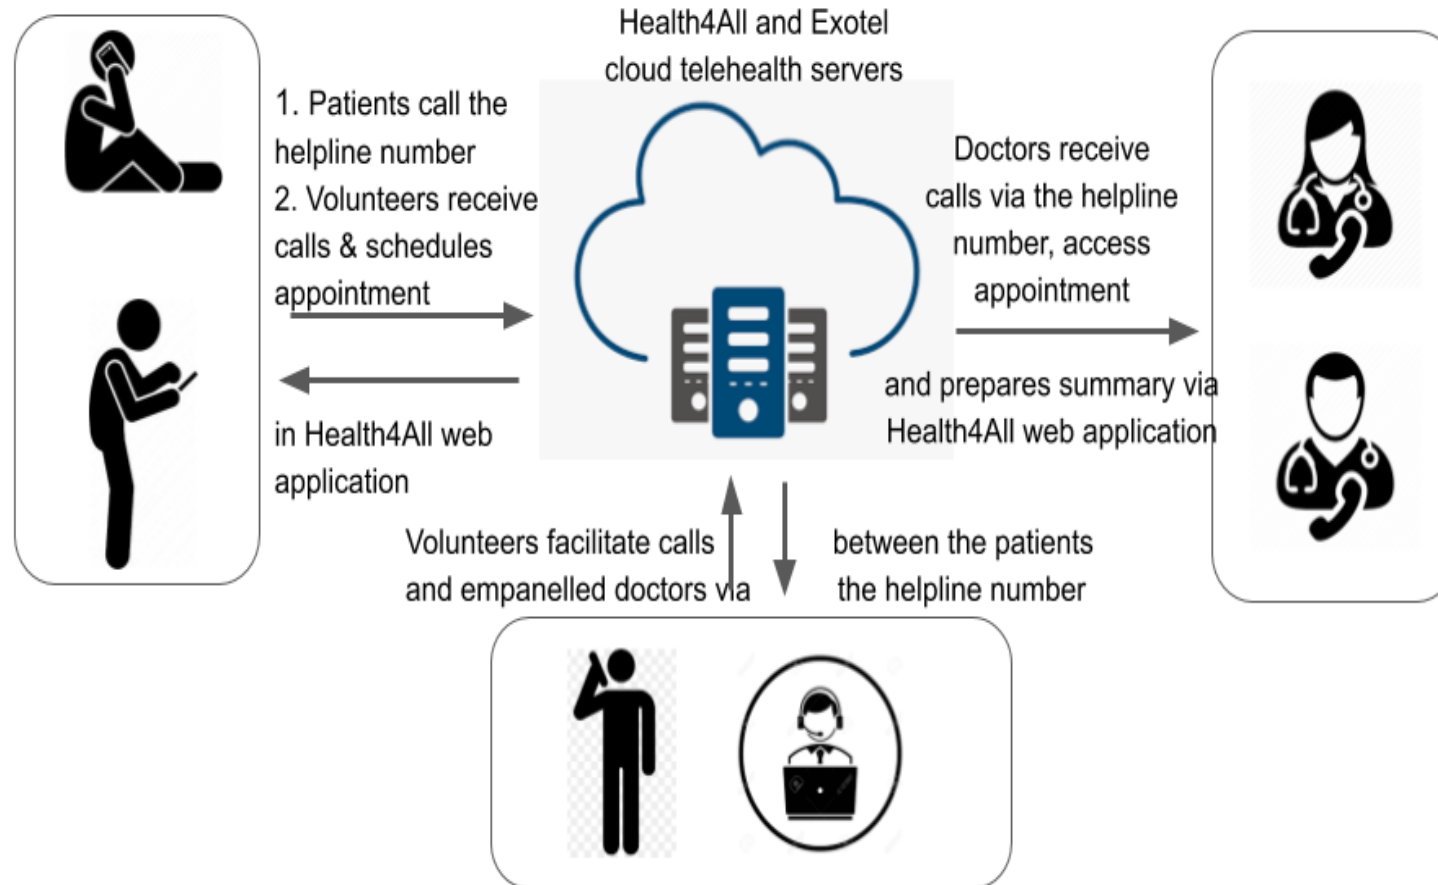 Health4All and Exotel
cloud telehealth servers
1. Patients call the
helpline number
2. Volunteers receive
calls & schedules
appointment
in Health4All web
application
Doctors receive
calls via the helpline
number, access
appointment
and prepares summary via
Health4All web application
Volunteers facilitate calls
between the patients
and empanelled doctors via
the helpline number